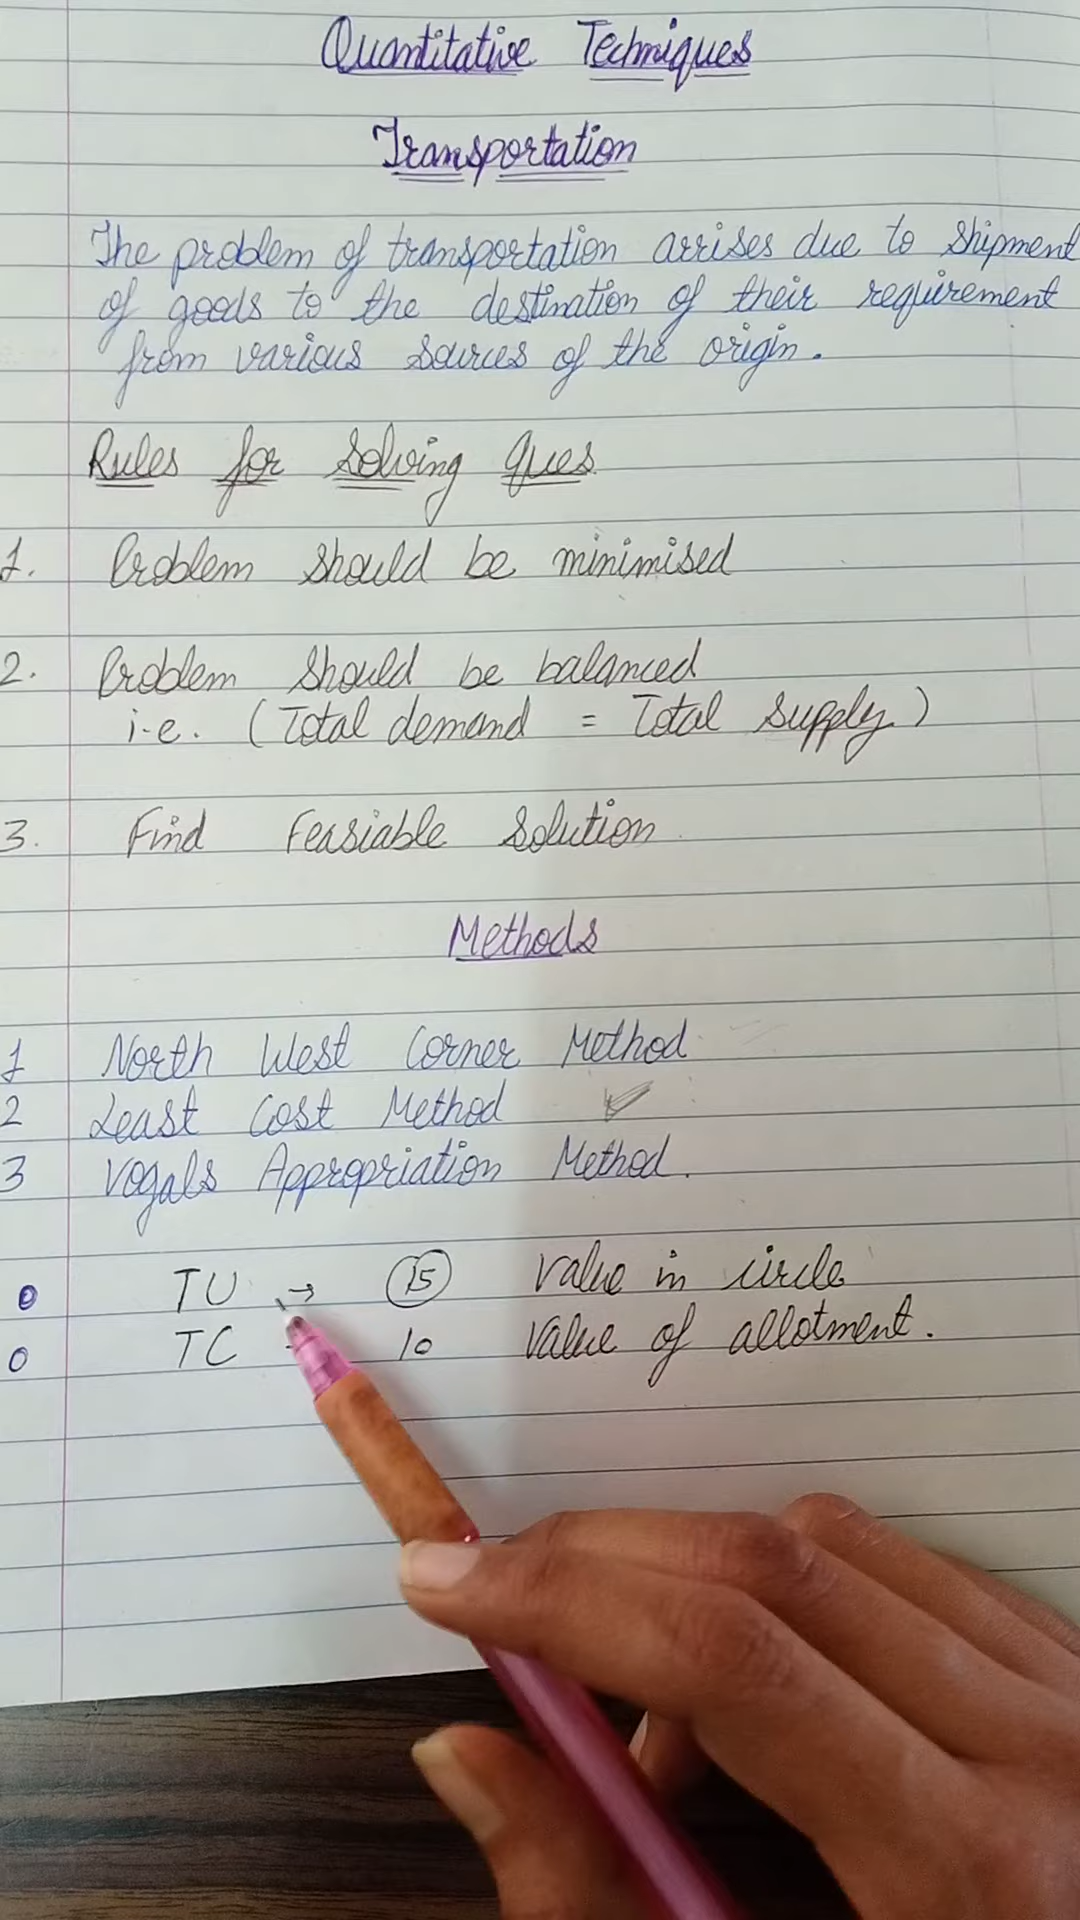 Quantitative Techniques
Transportation
The problem of transportation arrises due to shipment
of goods to the destination of their requirement
from various sources of the origin.
Rules for Solving Ques.
1. Problem should be minimised
2. Problem should be balanced
i.e. (Total demand = Total supply)
3. Find Feasiable Solution.
Methods
1 North West Corner Method
2 Least Cost Method ✓
3 Vogals Appropriation Method.
0 TU → 15 Value in circle
0 TC 10 Value of allotment.